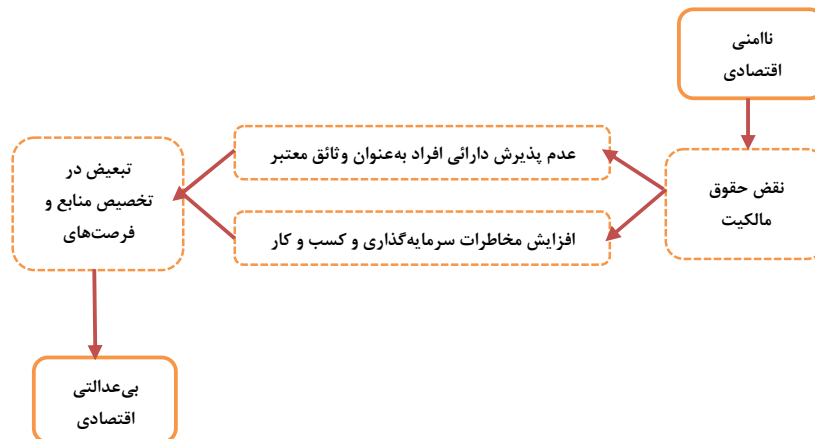 ناامنی
اقتصادی
نقض حقوق
مالکیت
عدم پذیرش دارائی افراد به‌عنوان وثائق معتبر
افزایش مخاطرات سرمایه‌گذاری و کسب و کار
تبعیض در
تخصیص منابع و
فرصت‌های
بی‌عدالتی
اقتصادی